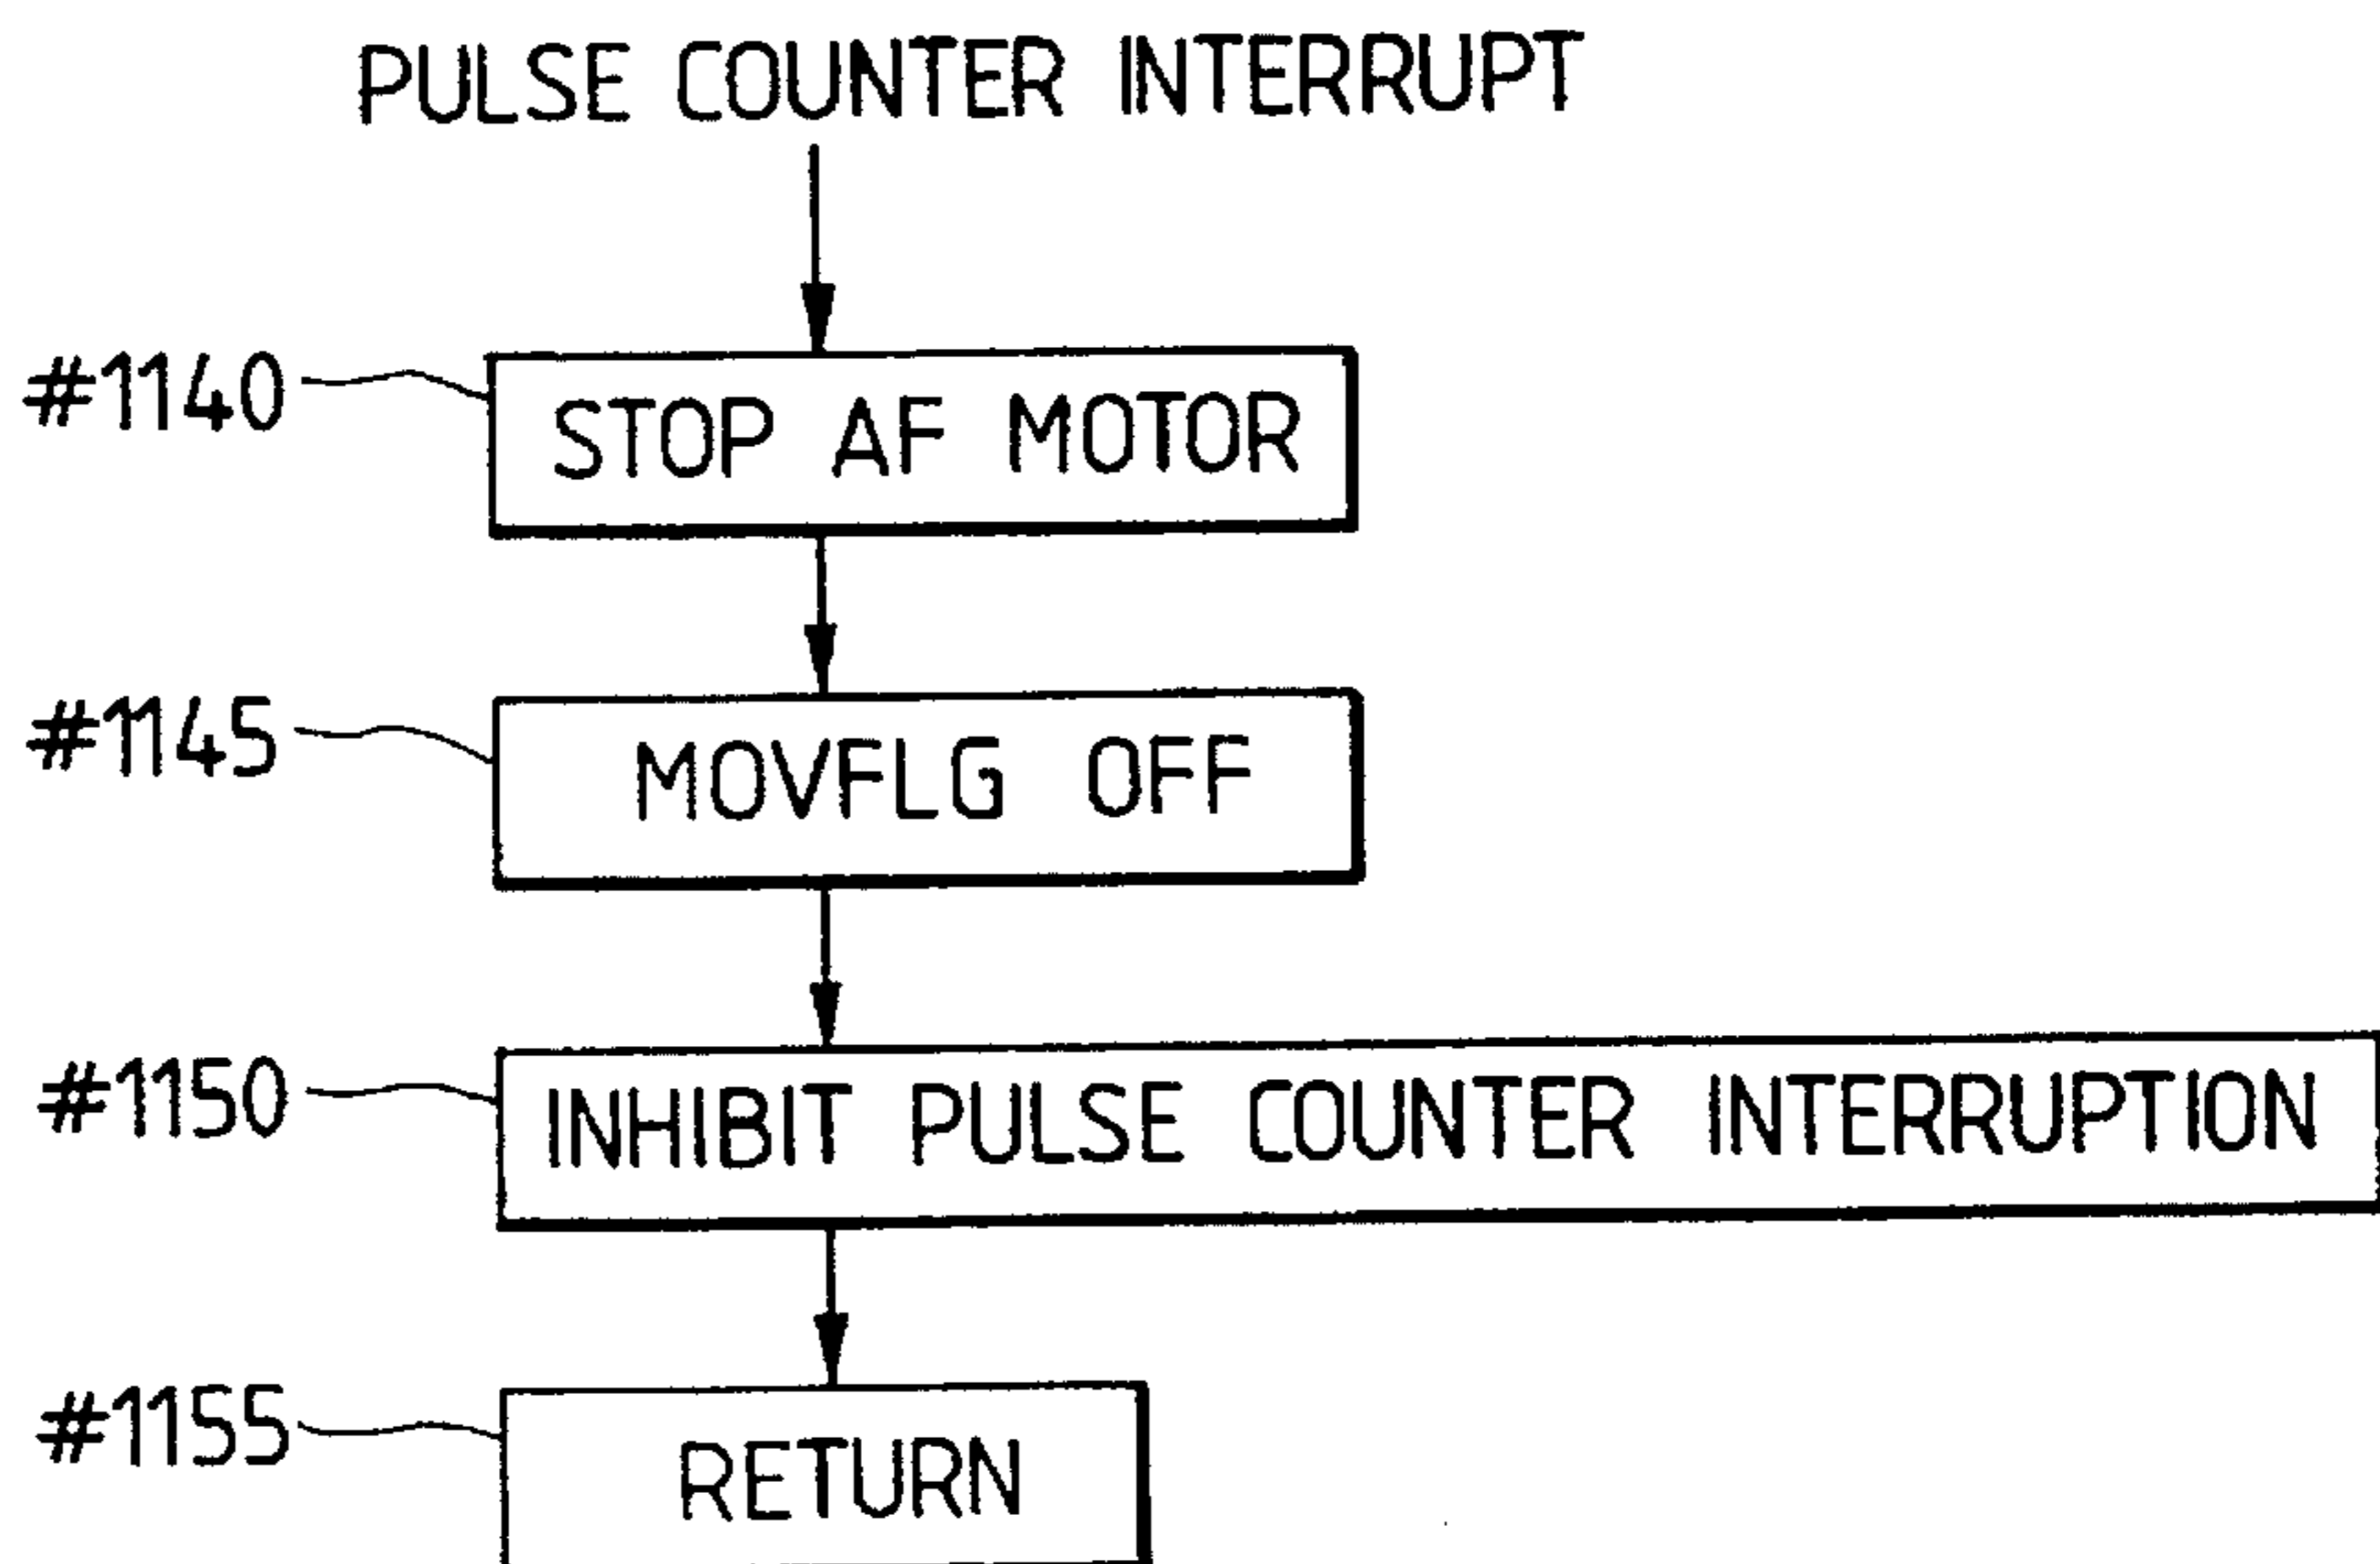 PULSE COUNTER INTERRUPT
#1140 STOP AF MOTOR
#1145 MOVFLG OFF
#1150 INHIBIT PULSE COUNTER INTERRUPTION
#1155 RETURN